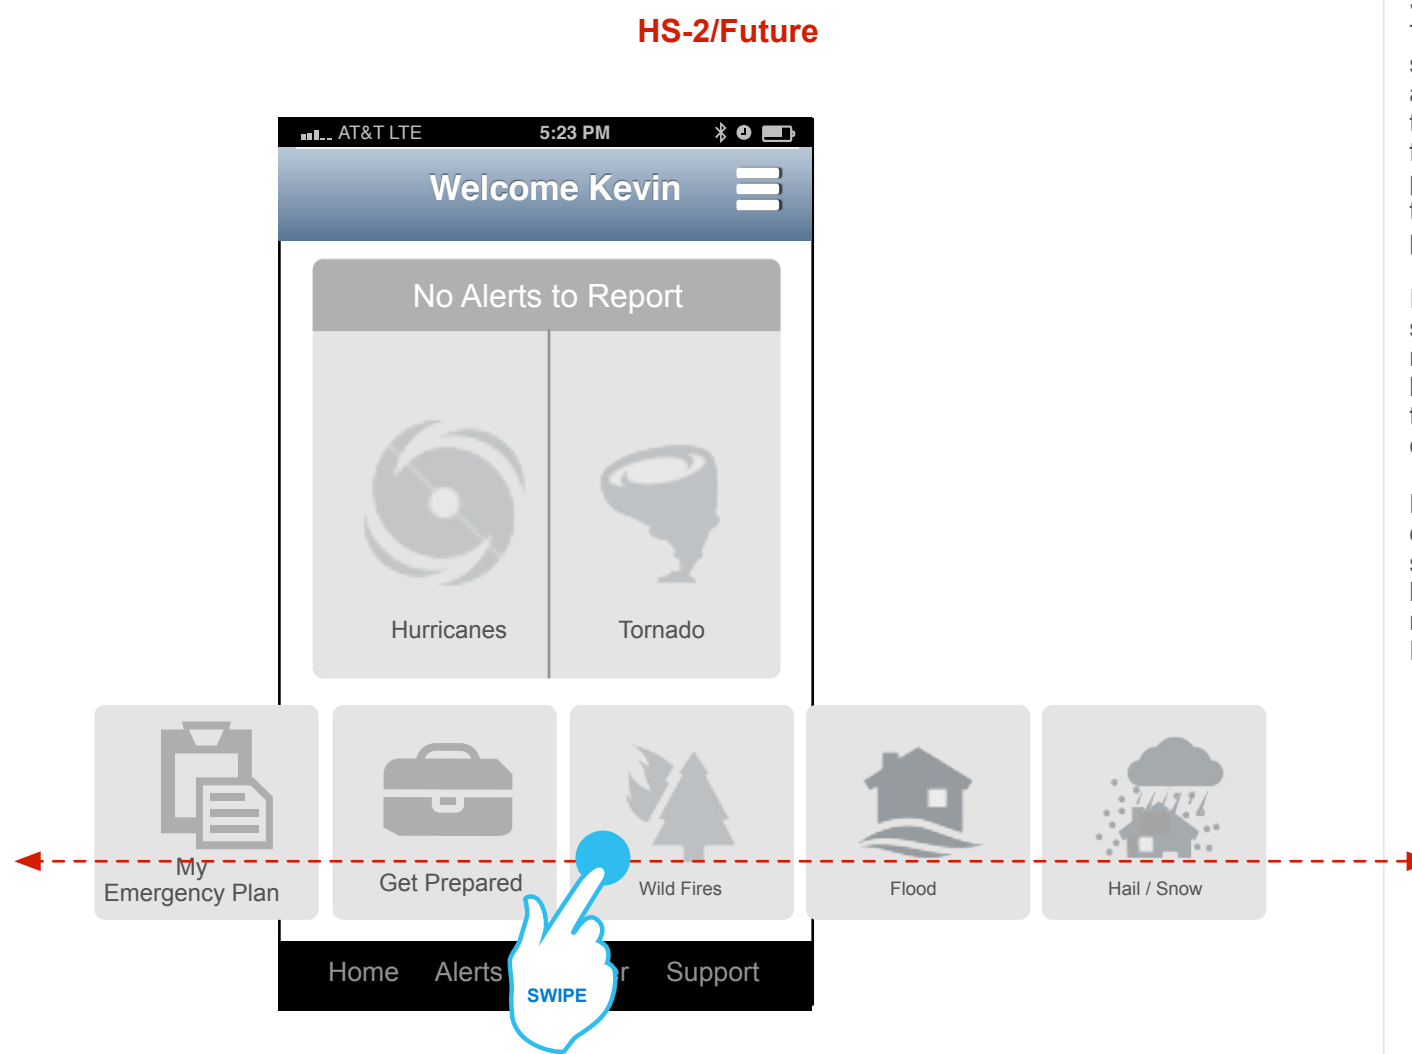 HS-2/Future
AT&T LTE 5:23 PM
Welcome Kevin
No Alerts to Report
Hurricanes Tornado
My
Emergency Plan
Get Prepared
Wild Fires
Flood
Hail / Snow
Home Alerts Support
SWIPE